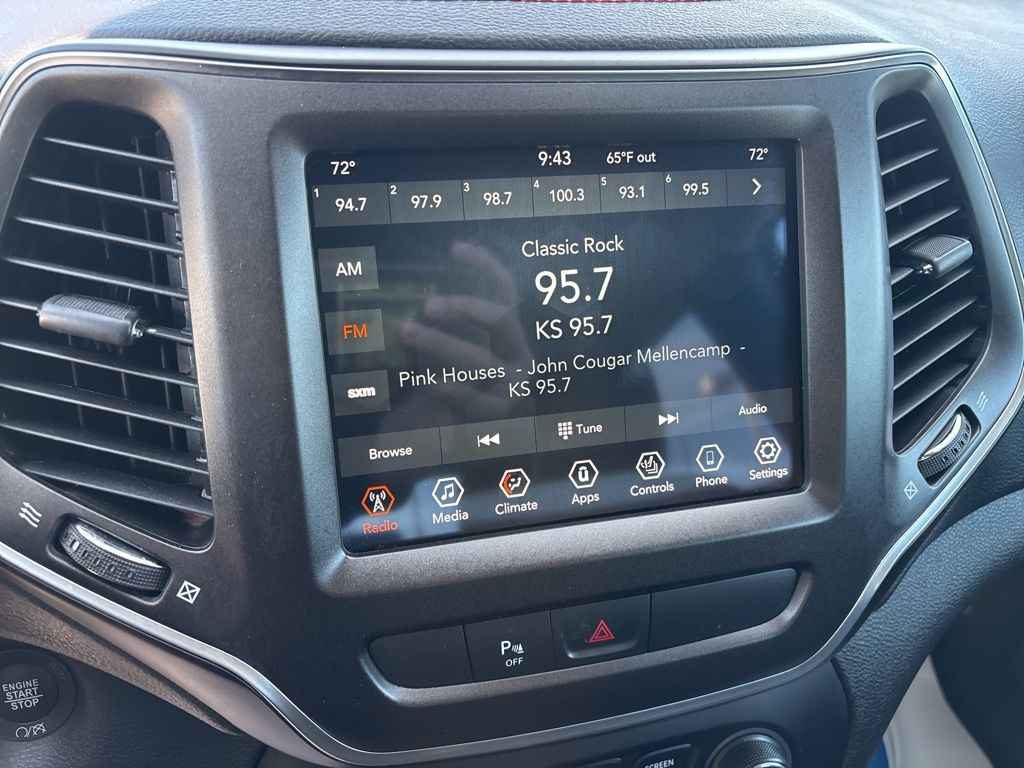 72° 9:43 65°F out 72°
1 94.7 2 97.9 3 98.7 4 100.3 5 93.1 6 99.5
Classic Rock
AM
95.7
FM
KS 95.7
Pink Houses - John Cougar Mellencamp -
KS 95.7
sxm
Browse Tune Audio
Radio Media Climate Apps Controls Phone Settings
P
OFF
ENGINE
START
STOP
SCREEN